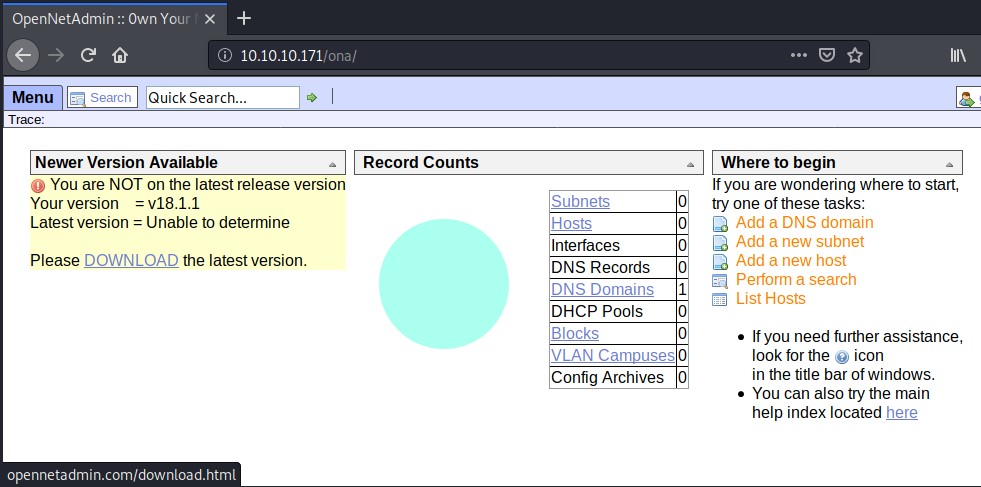 OpenNetAdmin :: 0wn Your
10.10.10.171/ona/
Menu Search Quick Search...
Trace:
Newer Version Available
You are NOT on the latest release version
Your version = v18.1.1
Latest version = Unable to determine
Please DOWNLOAD the latest version.
Record Counts
Subnets 0
Hosts 0
Interfaces 0
DNS Records 0
DNS Domains 1
DHCP Pools 0
Blocks 0
VLAN Campuses 0
Config Archives 0
Where to begin
If you are wondering where to start,
try one of these tasks:
Add a DNS domain
Add a new subnet
Add a new host
Perform a search
List Hosts
If you need further assistance,
look for the icon
in the title bar of windows.
You can also try the main
help index located here
opennetadmin.com/download.html